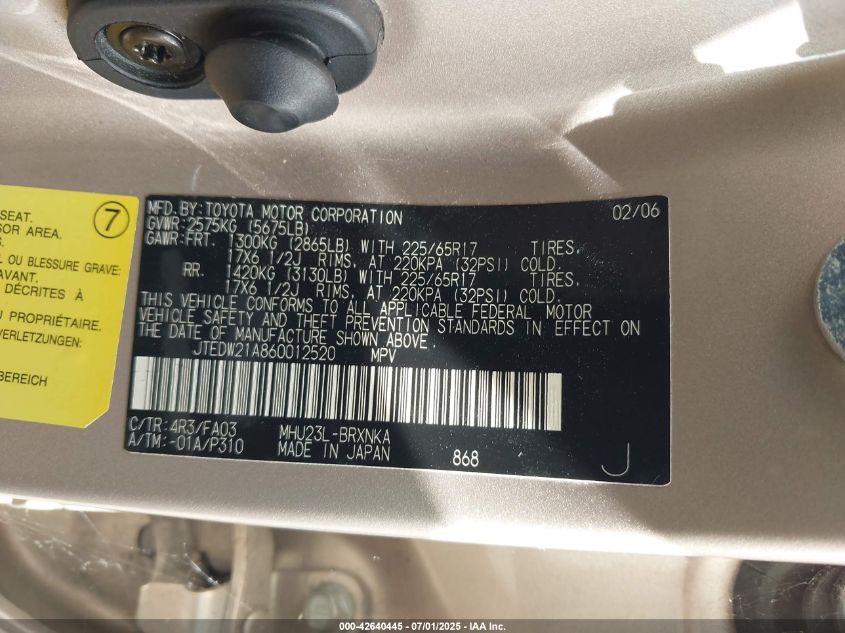 SEAT.
SOR AREA.
OU BLESSURE GRAVE:
AVANT.
DÉCRITES À
PROPRIÉTAIRE.
VERLETZUNGEN:
BEREICH
7
MFD. BY: TOYOTA MOTOR CORPORATION 02/06
GVWR: 2575KG (5675LB)
GAWR: FRT. 1300KG (2865LB) WITH 225/65R17 TIRES,
17X6 1/2J RIMS, AT 220KPA (32PSI) COLD.
RR. 1420KG (3130LB) WITH 225/65R17 TIRES,
17X6 1/2J RIMS, AT 220KPA (32PSI) COLD.
THIS VEHICLE CONFORMS TO ALL APPLICABLE FEDERAL MOTOR
VEHICLE SAFETY AND THEFT PREVENTION STANDARDS IN EFFECT ON
THE DATE OF MANUFACTURE SHOWN ABOVE.
JTEDW21A860012520 MPV
C/TR: 4R3/FA03 MHU23L-BRXNKA
A/TM: -01A/P310 MADE IN JAPAN 868 J
000-42640445 - 07/01/2025 - IAA Inc.